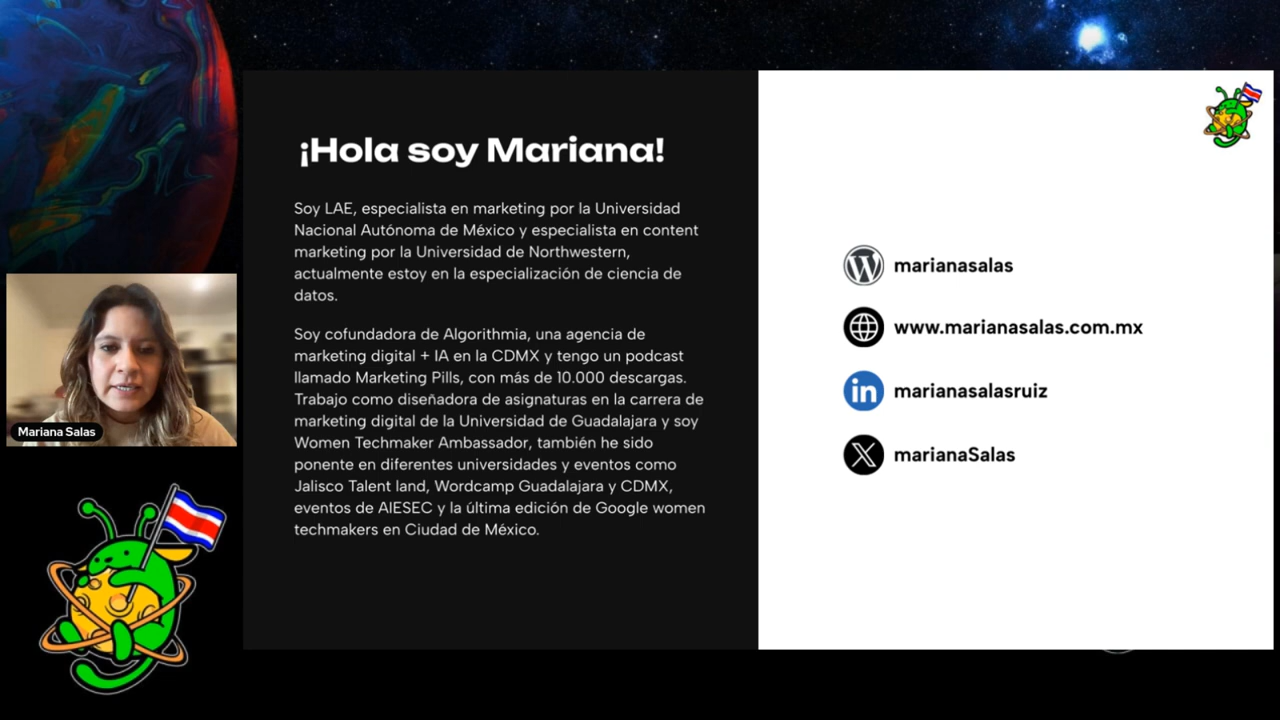 ¡Hola soy Mariana!
Soy LAE, especialista en marketing por la Universidad
Nacional Autónoma de México y especialista en content
marketing por la Universidad de Northwestern,
actualmente estoy en la especialización de ciencia de
datos.
Soy cofundadora de Algorithmia, una agencia de
marketing digital + IA en la CDMX y tengo un podcast
llamado Marketing Pills, con más de 10.000 descargas.
Trabajo como diseñadora de asignaturas en la carrera de
marketing digital de la Universidad de Guadalajara y soy
Women Techmaker Ambassador, también he sido
ponente en diferentes universidades y eventos como
Jalisco Talent land, Wordcamp Guadalajara y CDMX,
eventos de AIESEC y la última edición de Google women
techmakers en Ciudad de México.
marianasalas
www.marianasalas.com.mx
in
marianasalasruiz
marianaSalas
Mariana Salas